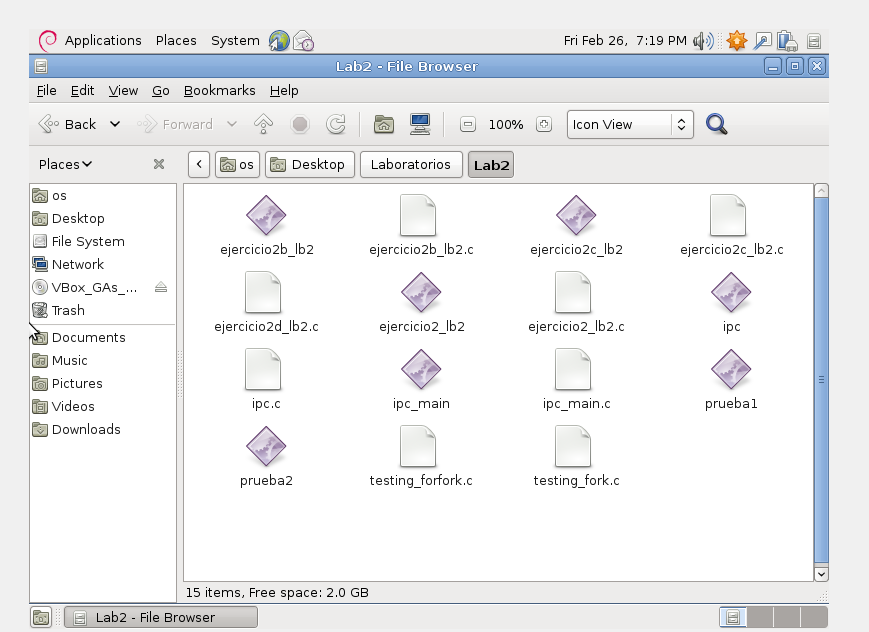 Applications Places System Fri Feb 26, 7:19 PM
Lab2 - File Browser
File Edit View Go Bookmarks Help
Back Forward 100% Icon View
Places os Desktop Laboratorios Lab2
os
Desktop
File System
Network
VBox_GAs_...
Trash
Documents
Music
Pictures
Videos
Downloads
ejercicio2b_lb2 ejercicio2b_lb2.c ejercicio2c_lb2 ejercicio2c_lb2.c
ejercicio2d_lb2.c ejercicio2_lb2 ejercicio2_lb2.c ipc
ipc.c ipc_main ipc_main.c prueba1
prueba2 testing_forfork.c testing_fork.c
15 items, Free space: 2.0 GB
Lab2 - File Browser